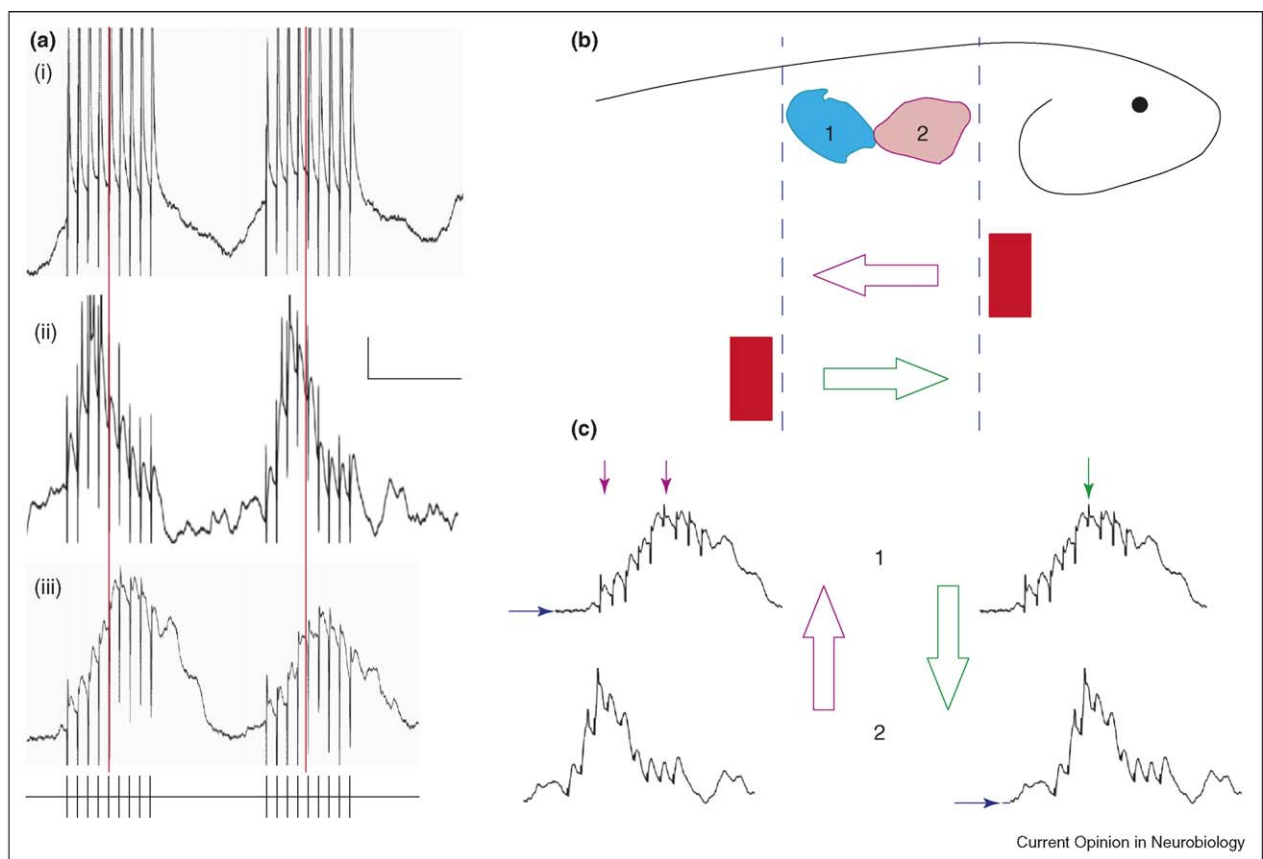 (a)
(i)
(ii)
(iii)
(b)
1
2
(c)
1
2
Current Opinion in Neurobiology